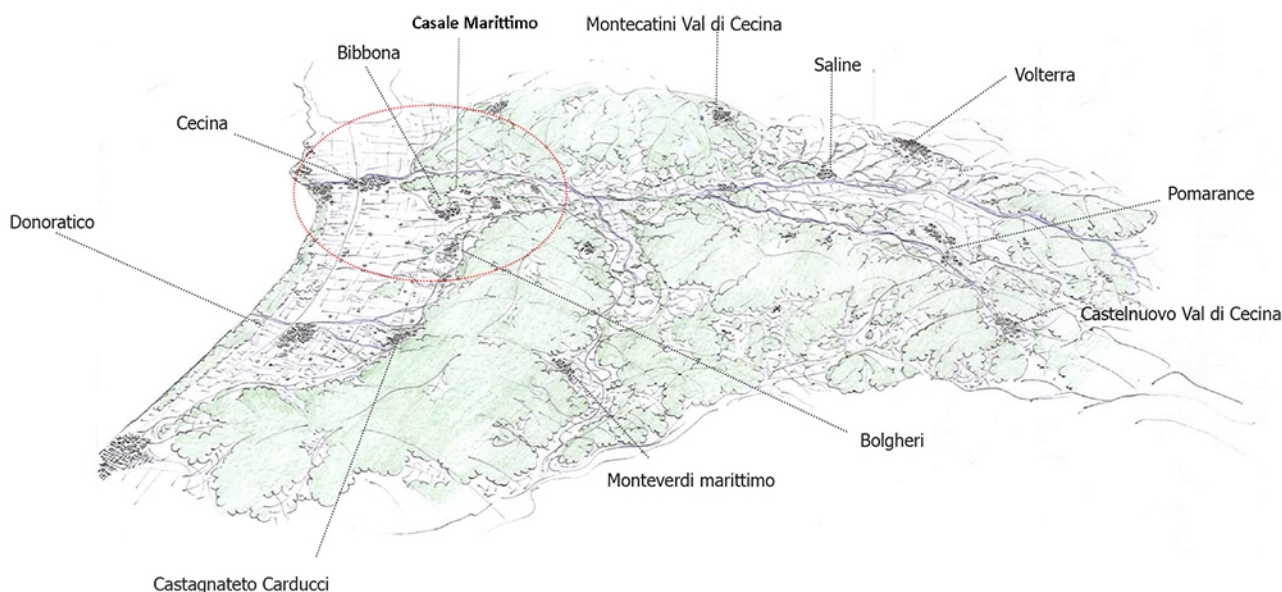 Casale Marittimo
Montecatini Val di Cecina
Bibbona
Saline
Volterra
Cecina
Pomarance
Donoratico
Castelnuovo Val di Cecina
Bolgheri
Monteverdi marittimo
Castagnateto Carducci